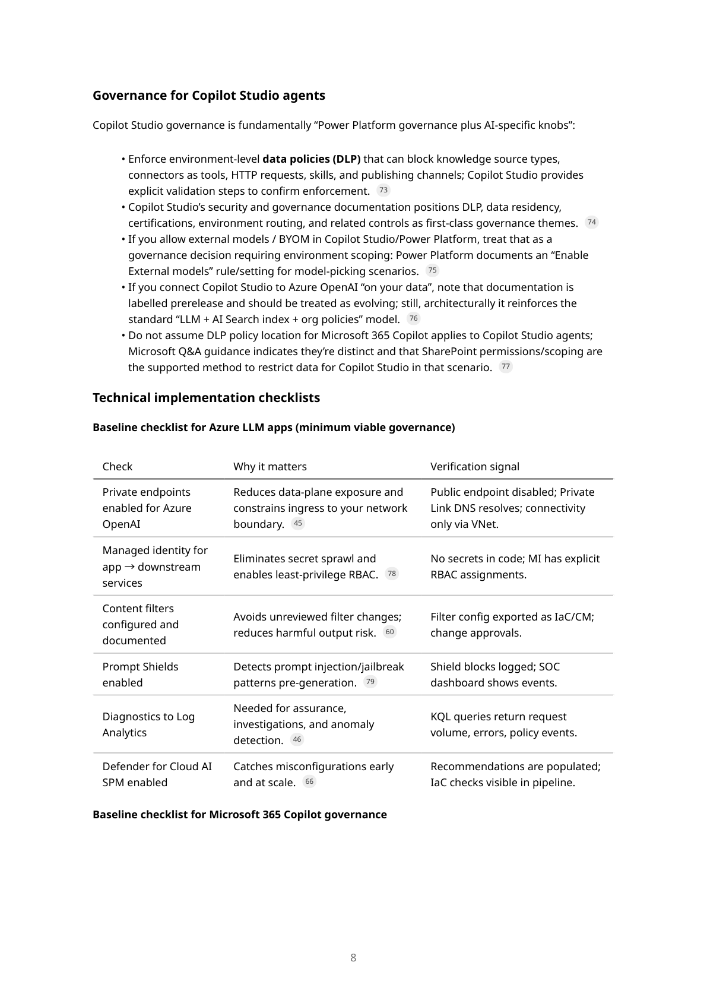 Governance for Copilot Studio agents
Copilot Studio governance is fundamentally “Power Platform governance plus AI-specific knobs”:
• Enforce environment-level data policies (DLP) that can block knowledge source types,
connectors as tools, HTTP requests, skills, and publishing channels; Copilot Studio provides
explicit validation steps to confirm enforcement. 73
• Copilot Studio’s security and governance documentation positions DLP, data residency,
certifications, environment routing, and related controls as first-class governance themes. 74
• If you allow external models / BYOM in Copilot Studio/Power Platform, treat that as a
governance decision requiring environment scoping: Power Platform documents an “Enable
External models” rule/setting for model-picking scenarios. 75
• If you connect Copilot Studio to Azure OpenAI “on your data”, note that documentation is
labelled prerelease and should be treated as evolving; still, architecturally it reinforces the
standard “LLM + AI Search index + org policies” model. 76
• Do not assume DLP policy location for Microsoft 365 Copilot applies to Copilot Studio agents;
Microsoft Q&A guidance indicates they’re distinct and that SharePoint permissions/scoping are
the supported method to restrict data for Copilot Studio in that scenario. 77
Technical implementation checklists
Baseline checklist for Azure LLM apps (minimum viable governance)
Check
Why it matters
Verification signal
Private endpoints
enabled for Azure
OpenAI
Reduces data-plane exposure and
constrains ingress to your network
boundary. 45
Public endpoint disabled; Private
Link DNS resolves; connectivity
only via VNet.
Managed identity for
app → downstream
services
Eliminates secret sprawl and
enables least-privilege RBAC. 78
No secrets in code; MI has explicit
RBAC assignments.
Content filters
configured and
documented
Avoids unreviewed filter changes;
reduces harmful output risk. 60
Filter config exported as IaC/CM;
change approvals.
Prompt Shields
enabled
Detects prompt injection/jailbreak
patterns pre-generation. 79
Shield blocks logged; SOC
dashboard shows events.
Diagnostics to Log
Analytics
Needed for assurance,
investigations, and anomaly
detection. 46
KQL queries return request
volume, errors, policy events.
Defender for Cloud AI
SPM enabled
Catches misconfigurations early
and at scale. 66
Recommendations are populated;
IaC checks visible in pipeline.
Baseline checklist for Microsoft 365 Copilot governance
8